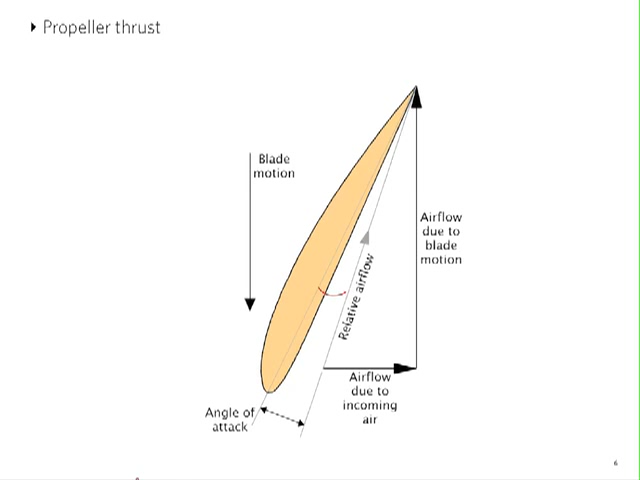 Propeller thrust
Blade
motion
Airflow
due to
blade
motion
Relative airflow
Airflow
due to
incoming
air
Angle of
attack
6